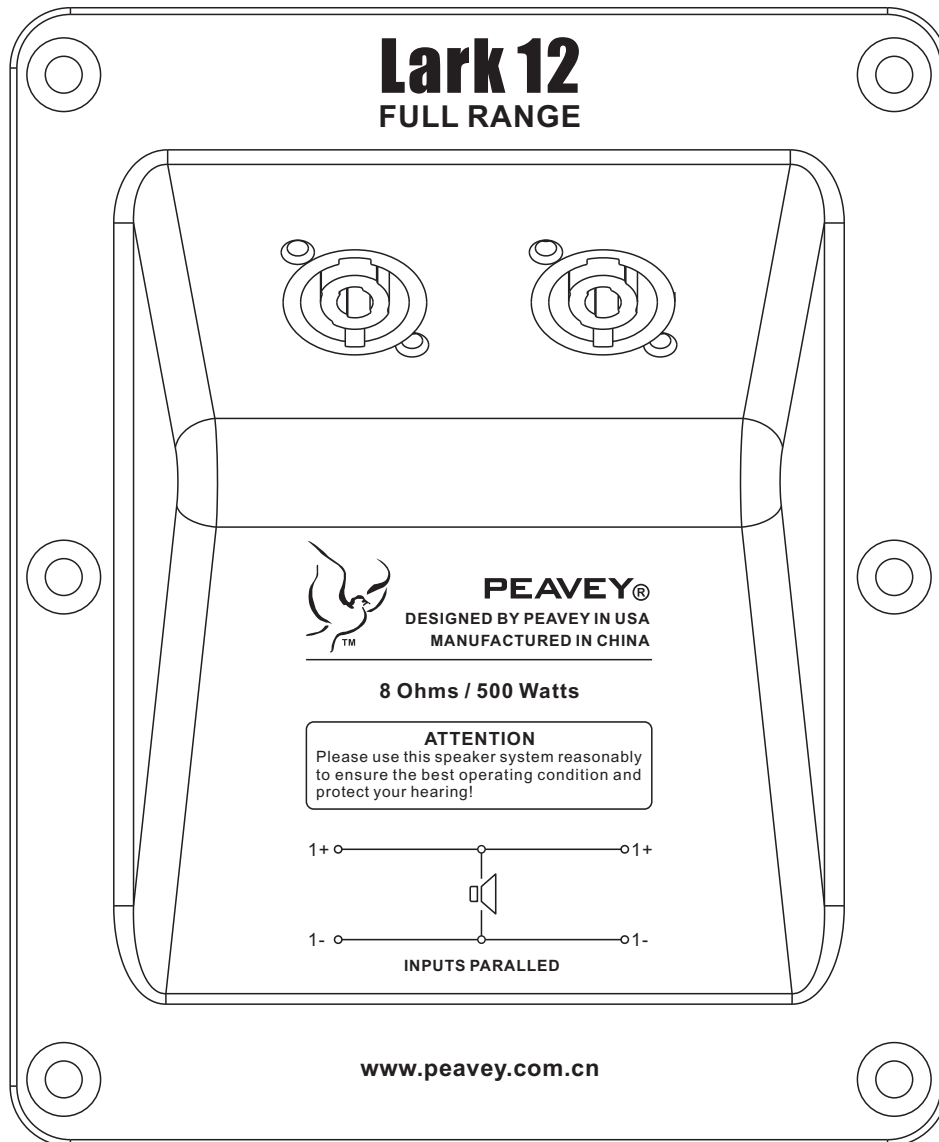 Lark 12
FULL RANGE
PEAVEY®
DESIGNED BY PEAVEY IN USA
MANUFACTURED IN CHINA
TM
8 Ohms / 500 Watts
ATTENTION
Please use this speaker system reasonably
to ensure the best operating condition and
protect your hearing!
1+ 1+
1- 1-
INPUTS PARALLED
www.peavey.com.cn